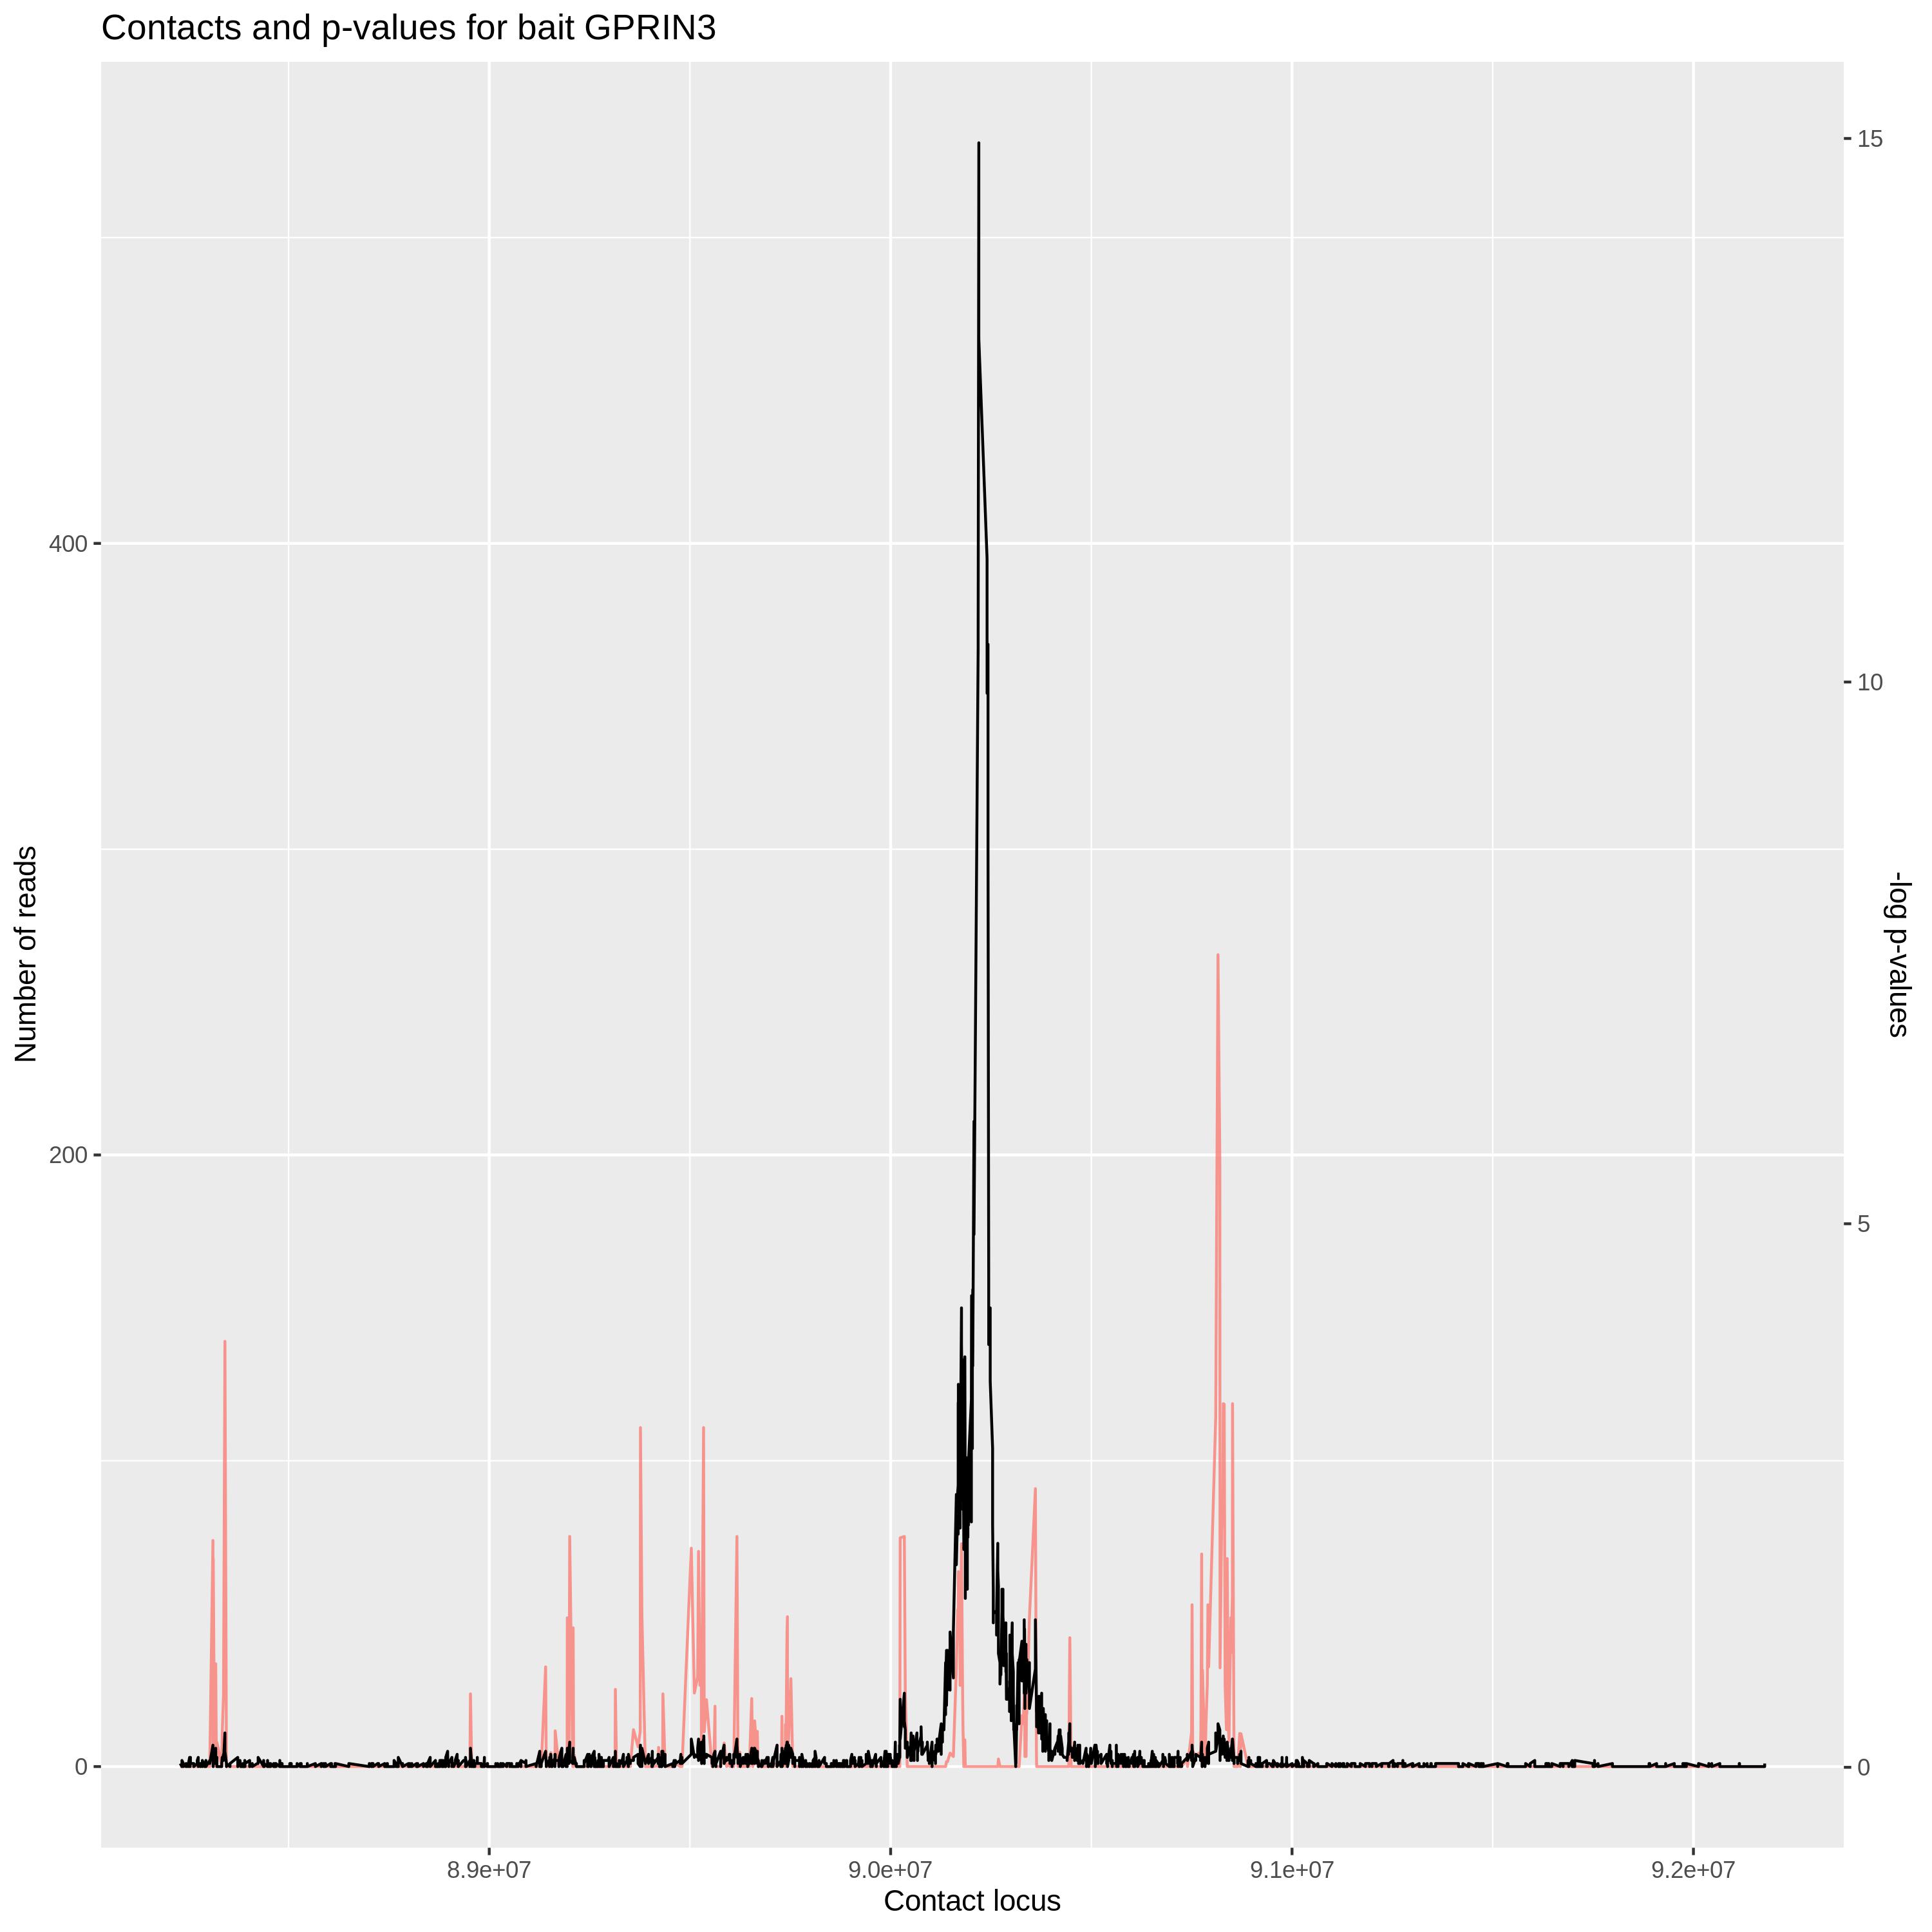 Contacts and p-values for bait GPRIN3
Number of reads
400
200
0
15
10
5
0
-log p-values
8.9e+07
9.0e+07
9.1e+07
9.2e+07
Contact locus